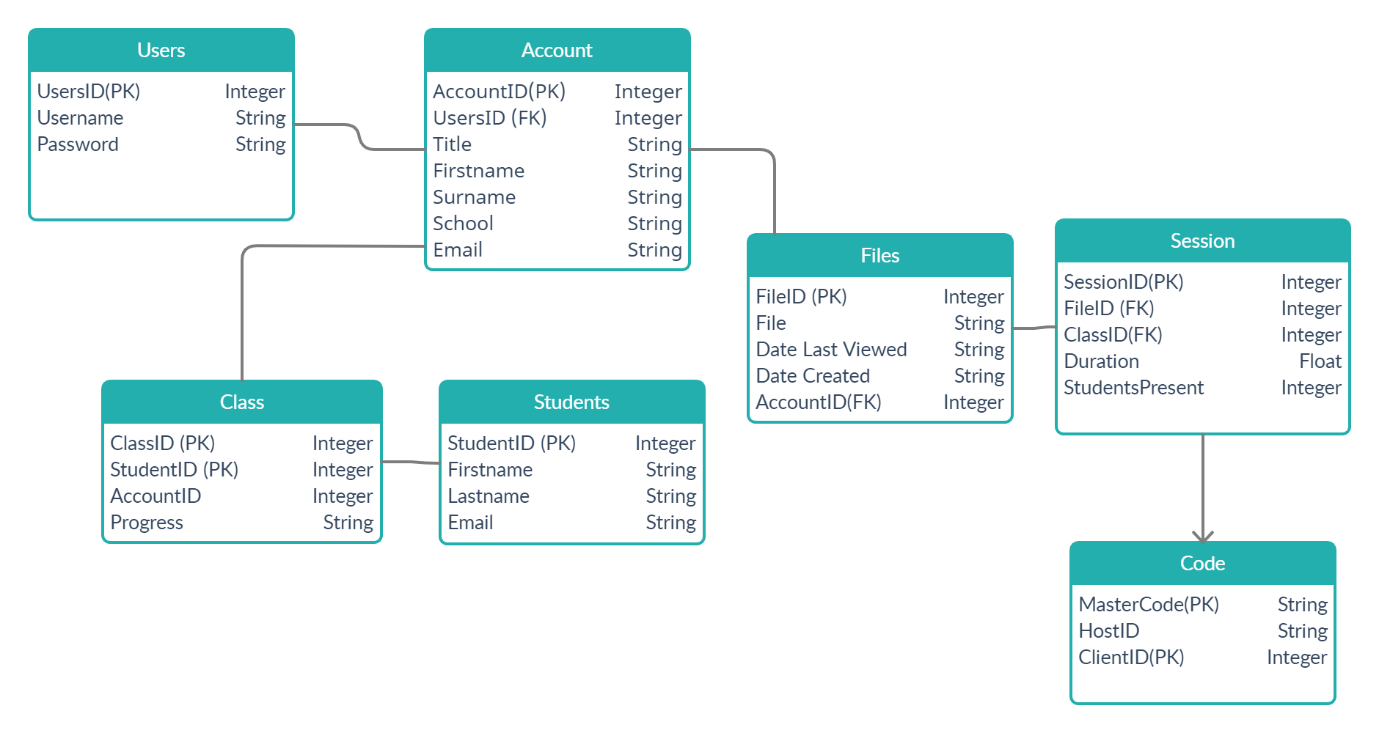 Users
UsersID(PK) Integer
Username String
Password String
Account
AccountID(PK) Integer
UsersID (FK) Integer
Title String
Firstname String
Surname String
School String
Email String
Files
FileID (PK) Integer
File String
Date Last Viewed String
Date Created String
AccountID(FK) Integer
Session
SessionID(PK) Integer
FileID (FK) Integer
ClassID(FK) Integer
Duration Float
StudentsPresent Integer
Class
ClassID (PK) Integer
StudentID (PK) Integer
AccountID Integer
Progress String
Students
StudentID (PK) Integer
Firstname String
Lastname String
Email String
Code
MasterCode(PK) String
HostID String
ClientID(PK) Integer